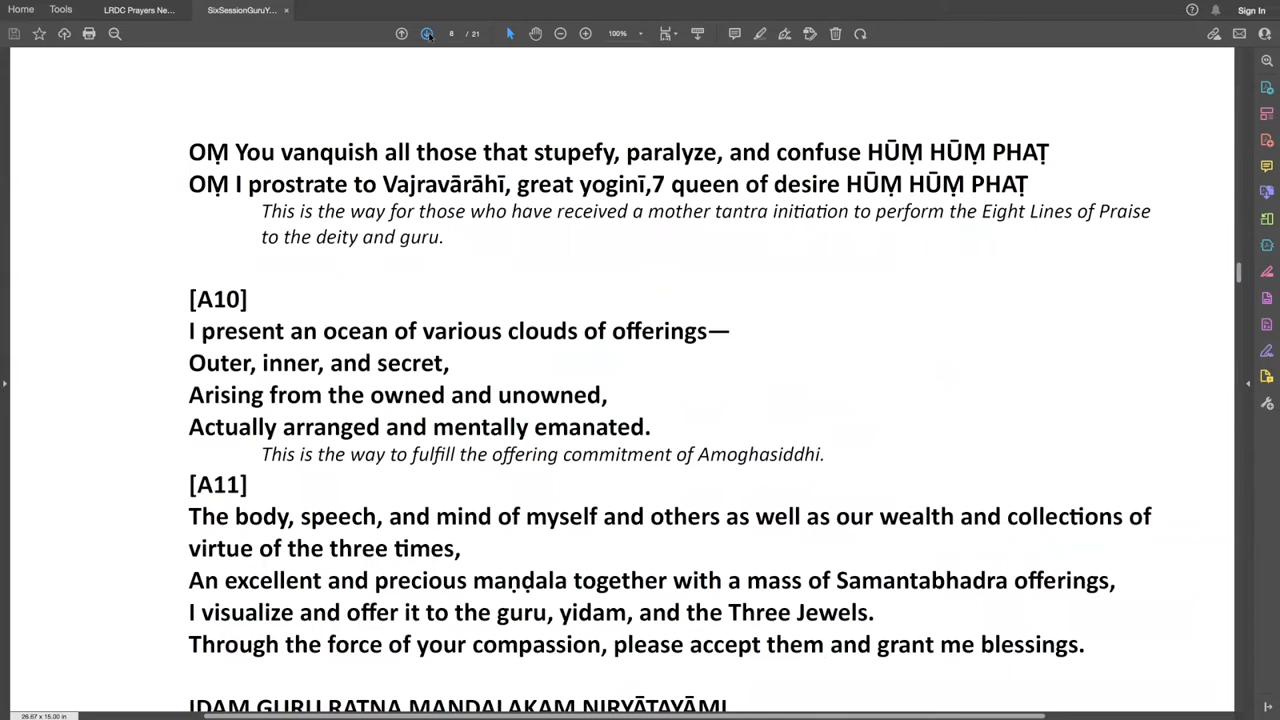 Home Tools LRDC Prayers Ne... SixSessionGuruY... × Sign In
8 / 21 100%
OṂ You vanquish all those that stupefy, paralyze, and confuse HŪṂ HŪṂ PHAṬ
OṂ I prostrate to Vajravārāhī, great yoginī,7 queen of desire HŪṂ HŪṂ PHAṬ
This is the way for those who have received a mother tantra initiation to perform the Eight Lines of Praise
to the deity and guru.
[A10]
I present an ocean of various clouds of offerings—
Outer, inner, and secret,
Arising from the owned and unowned,
Actually arranged and mentally emanated.
This is the way to fulfill the offering commitment of Amoghasiddhi.
[A11]
The body, speech, and mind of myself and others as well as our wealth and collections of
virtue of the three times,
An excellent and precious maṇḍala together with a mass of Samantabhadra offerings,
I visualize and offer it to the guru, yidam, and the Three Jewels.
Through the force of your compassion, please accept them and grant me blessings.
IDAM GURU RATNA MANDALAKAM NIRYĀTAYĀMI
26.67 x 15.00 in